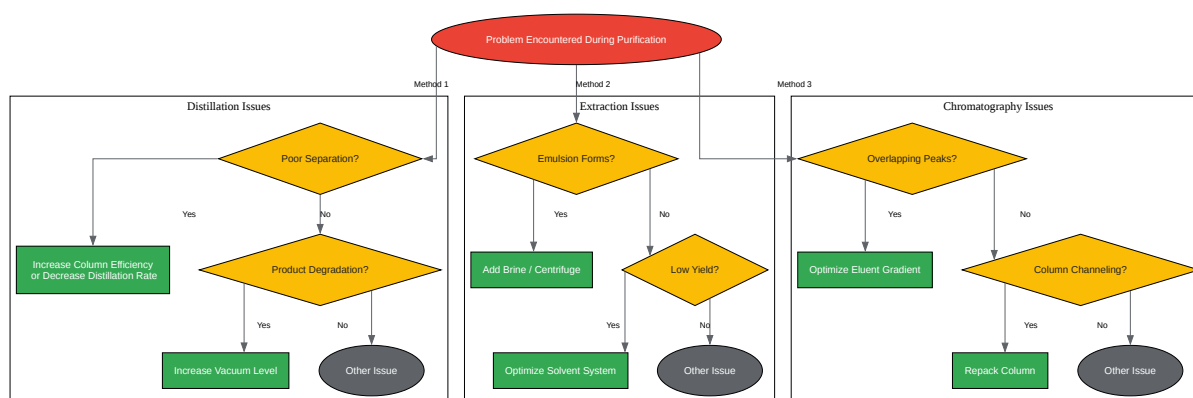 Problem Encountered During Purification
Method 1
Method 2
Method 3
Distillation Issues
Extraction Issues
Chromatography Issues
Poor Separation?
Emulsion Forms?
Overlapping Peaks?
Yes
No
Yes
No
Yes
No
Increase Column Efficiency
or Decrease Distillation Rate
Product Degradation?
Add Brine / Centrifuge
Low Yield?
Optimize Eluent Gradient
Column Channeling?
Yes
No
Yes
No
Yes
No
Increase Vacuum Level
Other Issue
Optimize Solvent System
Other Issue
Repack Column
Other Issue